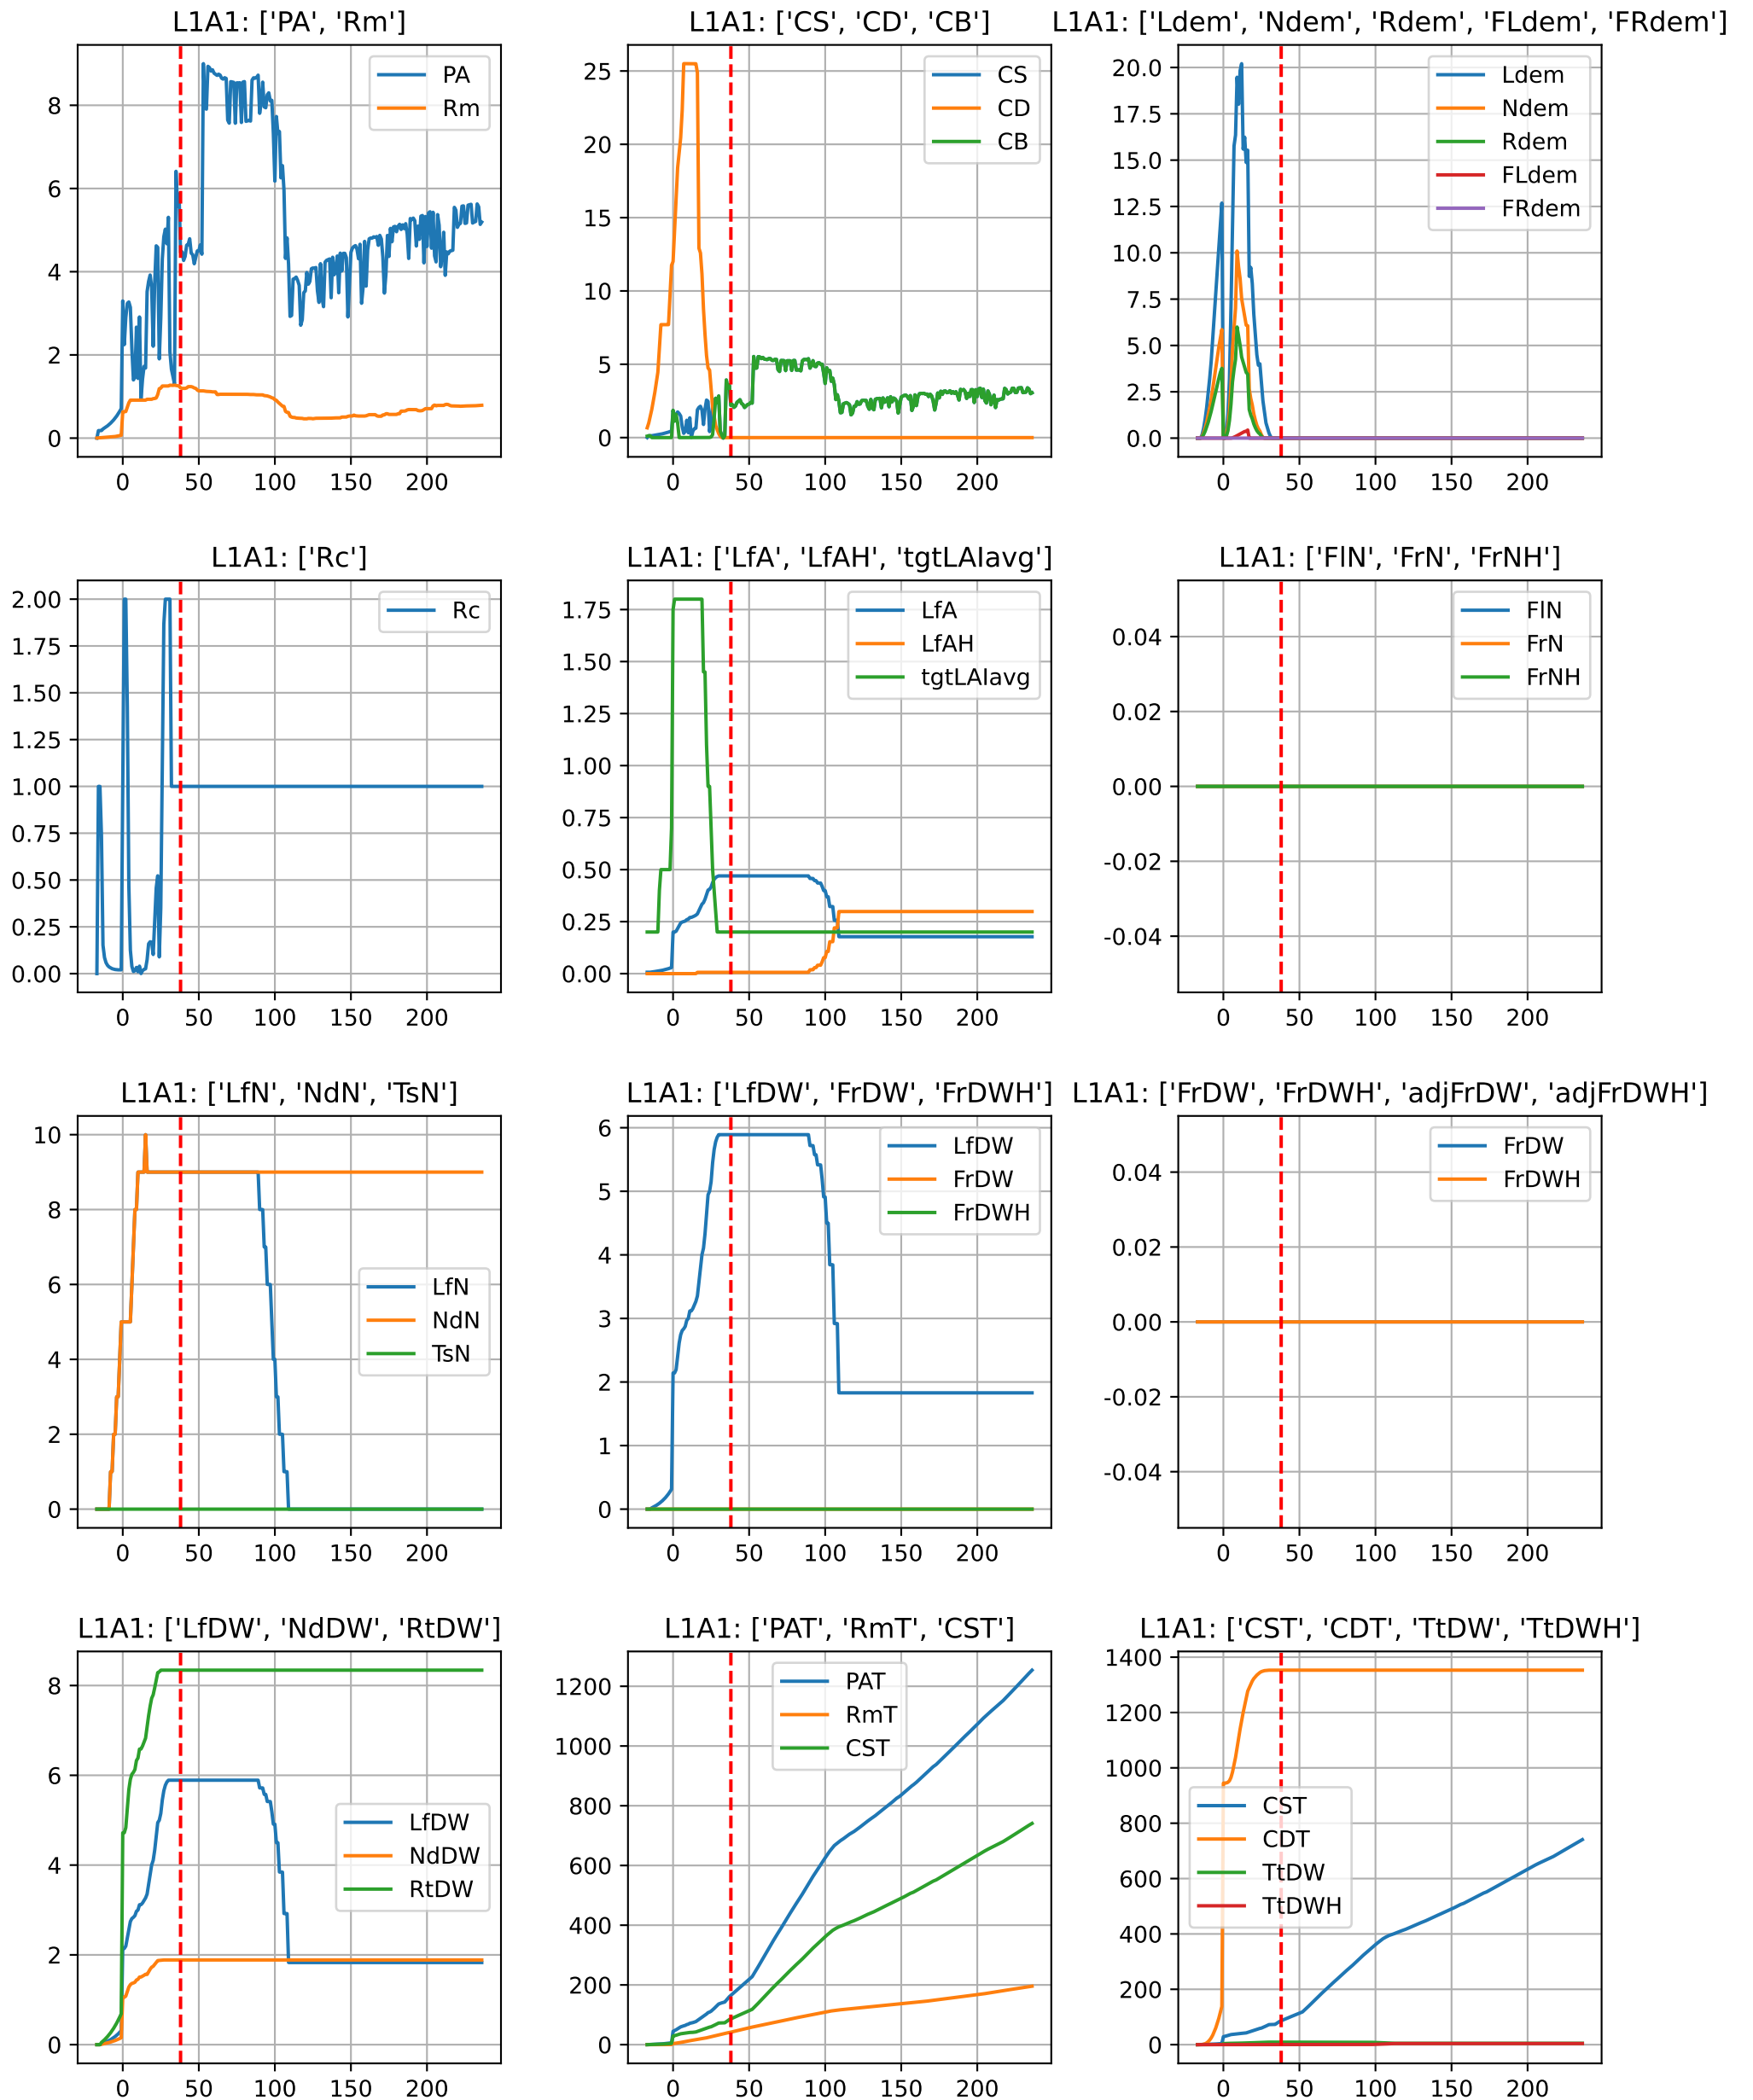 L1A1: ['PA', 'Rm']
8
6
4
2
0
0 50 100 150 200
PA
Rm
L1A1: ['CS', 'CD', 'CB']
25
20
15
10
5
0
0 50 100 150 200
CS
CD
CB
L1A1: ['Ldem', 'Ndem', 'Rdem', 'FLdem', 'FRdem']
20.0
17.5
15.0
12.5
10.0
7.5
5.0
2.5
0.0
0 50 100 150 200
Ldem
Ndem
Rdem
FLdem
FRdem
L1A1: ['Rc']
2.00
1.75
1.50
1.25
1.00
0.75
0.50
0.25
0.00
0 50 100 150 200
Rc
L1A1: ['LfA', 'LfAH', 'tgtLAIavg']
1.75
1.50
1.25
1.00
0.75
0.50
0.25
0.00
0 50 100 150 200
LfA
LfAH
tgtLAIavg
L1A1: ['FlN', 'FrN', 'FrNH']
0.04
0.02
0.00
-0.02
-0.04
0 50 100 150 200
FlN
FrN
FrNH
L1A1: ['LfN', 'NdN', 'TsN']
10
8
6
4
2
0
0 50 100 150 200
LfN
NdN
TsN
L1A1: ['LfDW', 'FrDW', 'FrDWH']
6
5
4
3
2
1
0
0 50 100 150 200
LfDW
FrDW
FrDWH
L1A1: ['FrDW', 'FrDWH', 'adjFrDW', 'adjFrDWH']
0.04
0.02
0.00
-0.02
-0.04
0 50 100 150 200
FrDW
FrDWH
L1A1: ['LfDW', 'NdDW', 'RtDW']
8
6
4
2
0
0 50 100 150 200
LfDW
NdDW
RtDW
L1A1: ['PAT', 'RmT', 'CST']
1200
1000
800
600
400
200
0
0 50 100 150 200
PAT
RmT
CST
L1A1: ['CST', 'CDT', 'TtDW', 'TtDWH']
1400
1200
1000
800
600
400
200
0
0 50 100 150 200
CST
CDT
TtDW
TtDWH